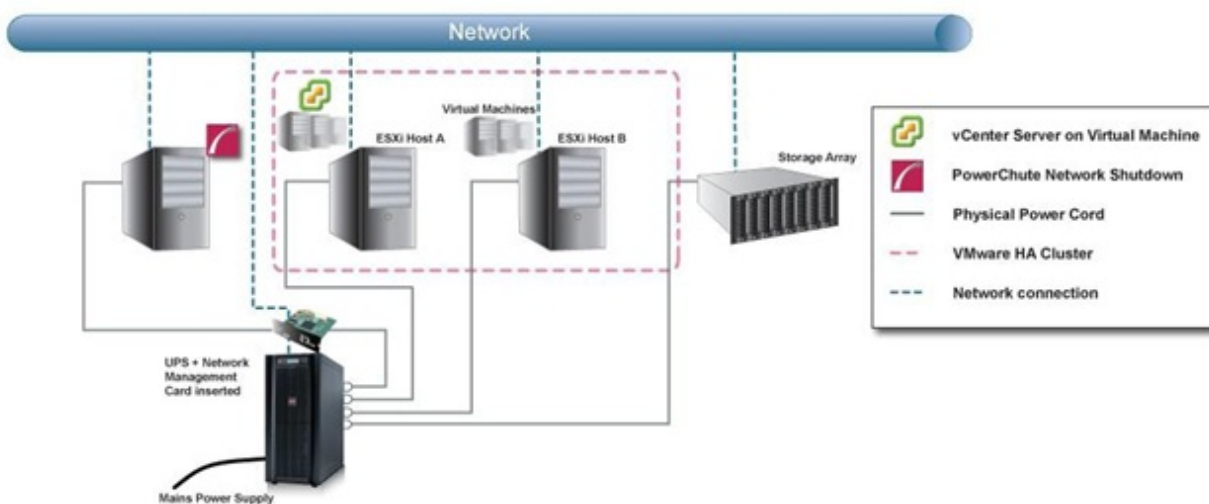 Network
Virtual Machines
ESXi Host A
ESXi Host B
Storage Array
UPS + Network
Management
Card inserted
Mains Power Supply
vCenter Server on Virtual Machine
PowerChute Network Shutdown
Physical Power Cord
VMware HA Cluster
Network connection